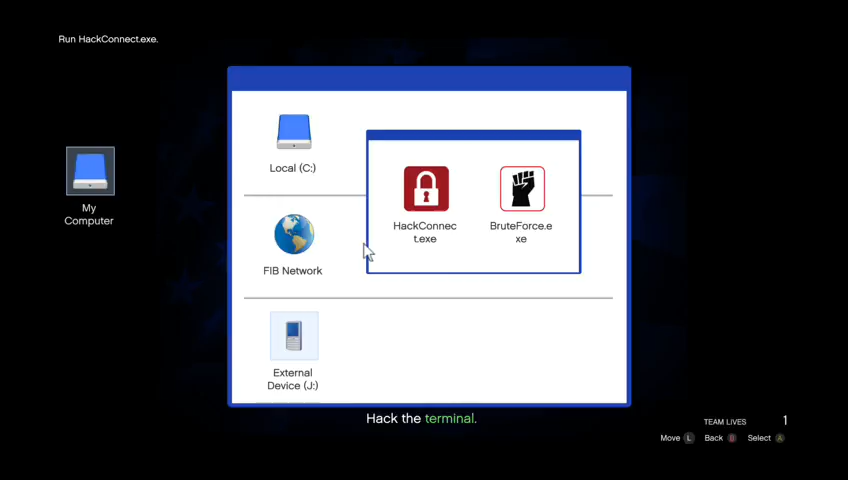 Run HackConnect.exe.
My
Computer
Local (C:)
FIB Network
External
Device (J:)
HackConnec
t.exe
BruteForce.e
xe
Hack the terminal.
TEAM LIVES 1
Move L Back B Select A